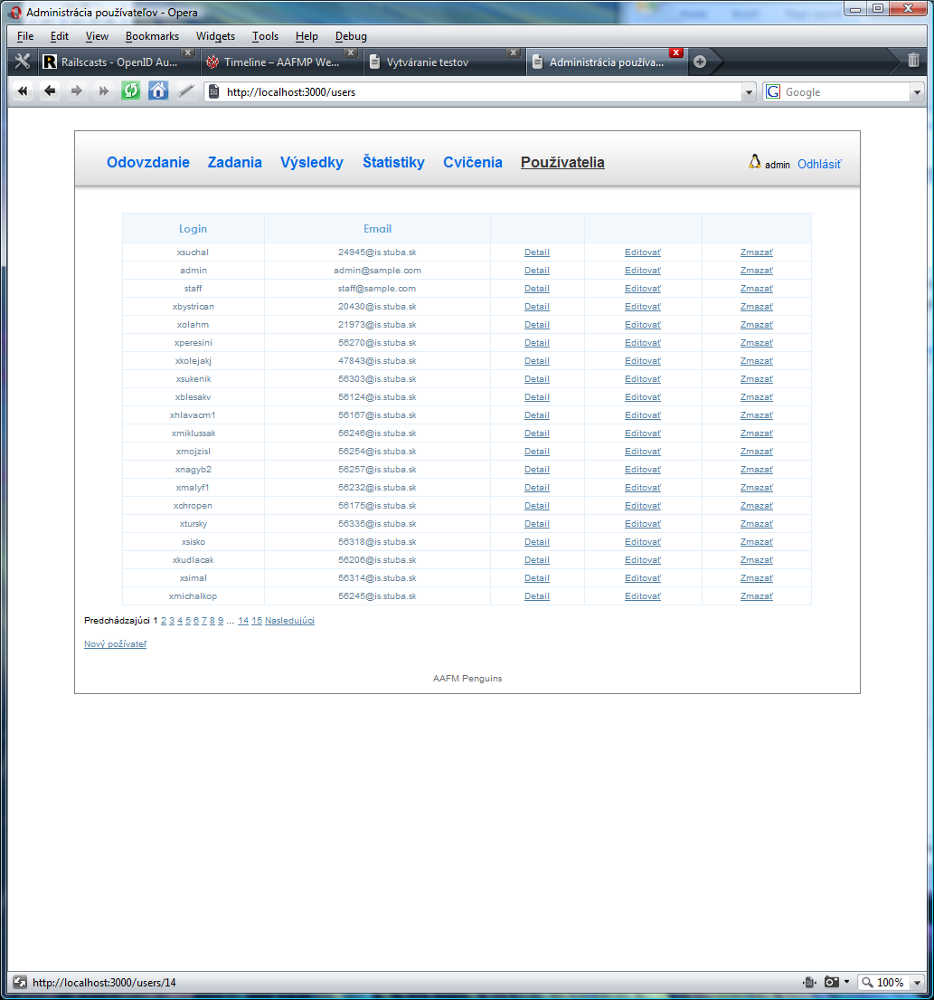 Administrácia používateľov - Opera
File Edit View Bookmarks Widgets Tools Help Debug
Railscasts - OpenID Au... Timeline – AAFMP We... Vytváranie testov Administrácia používa...
http://localhost:3000/users Google
Odovzdanie Zadania Výsledky Štatistiky Cvičenia Používatelia admin Odhlásiť
Login Email
xsuchal 24945@is.stuba.sk Detail Editovať Zmazať
admin admin@sample.com Detail Editovať Zmazať
staff staff@sample.com Detail Editovať Zmazať
xbystrican 20430@is.stuba.sk Detail Editovať Zmazať
xolahm 21973@is.stuba.sk Detail Editovať Zmazať
xperesini 56270@is.stuba.sk Detail Editovať Zmazať
xkolejakj 47843@is.stuba.sk Detail Editovať Zmazať
xsukenik 56303@is.stuba.sk Detail Editovať Zmazať
xblesakv 56124@is.stuba.sk Detail Editovať Zmazať
xhlavacm1 56167@is.stuba.sk Detail Editovať Zmazať
xmiklussak 56246@is.stuba.sk Detail Editovať Zmazať
xmojzisl 56254@is.stuba.sk Detail Editovať Zmazať
xnagyb2 56257@is.stuba.sk Detail Editovať Zmazať
xmalyf1 56232@is.stuba.sk Detail Editovať Zmazať
xchropen 56175@is.stuba.sk Detail Editovať Zmazať
xtursky 56335@is.stuba.sk Detail Editovať Zmazať
xsisko 56318@is.stuba.sk Detail Editovať Zmazať
xkudlacak 56206@is.stuba.sk Detail Editovať Zmazať
xsimal 56314@is.stuba.sk Detail Editovať Zmazať
xmichalkop 56245@is.stuba.sk Detail Editovať Zmazať
Predchádzajúci 1 2 3 4 5 6 7 8 9 ... 14 15 Nasledujúci
Nový požívateľ
AAFM Penguins
http://localhost:3000/users/14 100%